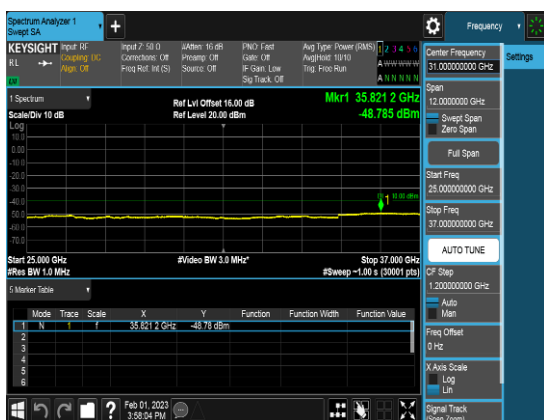 Spectrum Analyzer 1
Swept SA
+
Frequency
KEYSIGHT
RL
Input: RF
Coupling: DC
Align: Off
Input Z: 50 Ω
Corrections: Off
Freq Ref: Int (S)
#Atten: 16 dB
Preamp: Off
Source: Off
PNO: Fast
Gate: Off
IF Gain: Low
Sig Track: Off
Avg Type: Power (RMS)
Avg|Hold: 10/10
Trig: Free Run
1 2 3 4 5 6
A W W W W W
A N N N N N
1 Spectrum
Scale/Div 10 dB
Ref Lvl Offset 16.00 dB
Ref Level 20.00 dBm
Mkr1 35.821 2 GHz
-48.785 dBm
Log
10.0
0.00
-10.0
-20.0
-30.0
-40.0
-50.0
-60.0
-70.0
1
Start 25.000 GHz
#Res BW 1.0 MHz
#Video BW 3.0 MHz*
Stop 37.000 GHz
#Sweep ~1.00 s (30001 pts)
5 Marker Table
Mode Trace Scale X Y Function Function Width Function Value
1 N 1 f 35.821 2 GHz -48.78 dBm
2
3
4
5
6
Center Frequency
31.000000000 GHz
Span
12.0000000 GHz
Swept Span
Zero Span
Full Span
Start Freq
25.000000000 GHz
Stop Freq
37.000000000 GHz
AUTO TUNE
CF Step
1.200000000 GHz
Auto
Man
Freq Offset
0 Hz
X Axis Scale
Log
Lin
Signal Track
(Span Zoom)
Settings
?
Feb 01, 2023
3:58:04 PM